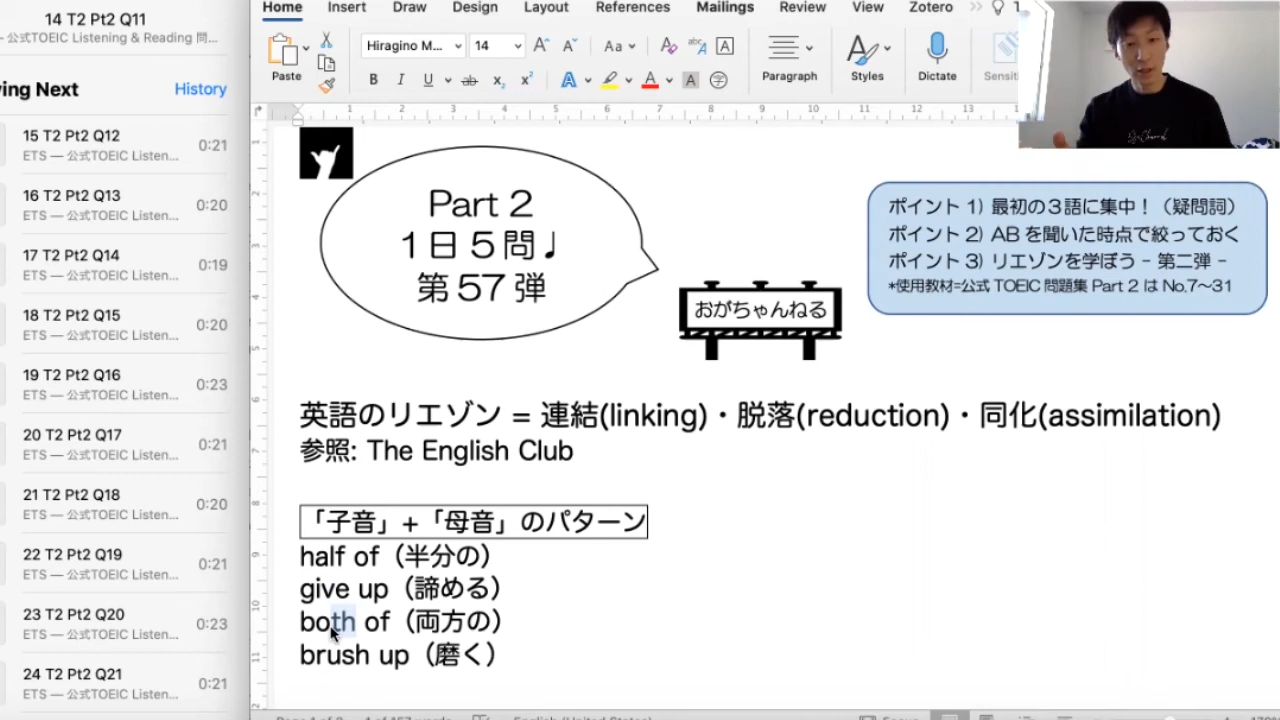 14 T2 Pt2 Q11
— 公式TOEIC Listening & Reading 問...
ing Next
History
15 T2 Pt2 Q12
ETS — 公式TOEIC Listen...
0:21
16 T2 Pt2 Q13
ETS — 公式TOEIC Listen...
0:20
17 T2 Pt2 Q14
ETS — 公式TOEIC Listen...
0:19
18 T2 Pt2 Q15
ETS — 公式TOEIC Listen...
0:20
19 T2 Pt2 Q16
ETS — 公式TOEIC Listen...
0:23
20 T2 Pt2 Q17
ETS — 公式TOEIC Listen...
0:21
21 T2 Pt2 Q18
ETS — 公式TOEIC Listen...
0:20
22 T2 Pt2 Q19
ETS — 公式TOEIC Listen...
0:21
23 T2 Pt2 Q20
ETS — 公式TOEIC Listen...
0:23
24 T2 Pt2 Q21
ETS — 公式TOEIC Listen...
0:21
Home Insert Draw Design Layout References Mailings Review View Zotero
Paste
Hiragino M... 14
Paragraph
Styles
Dictate
Sensiti
Part 2
1日5問♩
第57弾
おがちゃんねる
ポイント 1) 最初の3語に集中！（疑問詞）
ポイント 2) AB を聞いた時点で絞っておく
ポイント 3) リエゾンを学ぼう - 第二弾 -
*使用教材=公式 TOEIC 問題集 Part 2 は No.7〜31
英語のリエゾン = 連結(linking)・脱落(reduction)・同化(assimilation)
参照: The English Club
「子音」+「母音」のパターン
half of（半分の）
give up（諦める）
both of（両方の）
brush up（磨く）
English (United States)
Focus